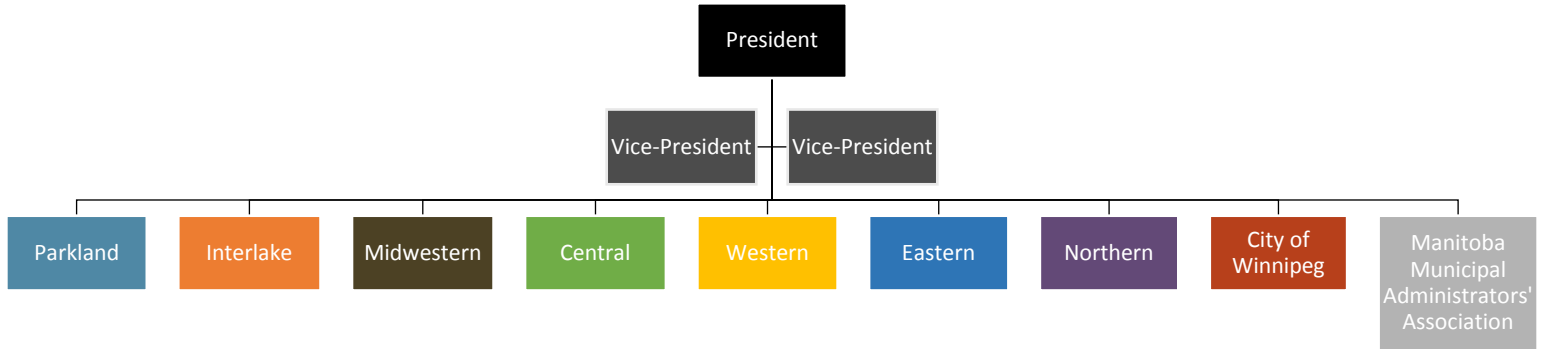 President
Vice-President
Vice-President
Parkland
Interlake
Midwestern
Central
Western
Eastern
Northern
City of
Winnipeg
Manitoba
Municipal
Administrators'
Association